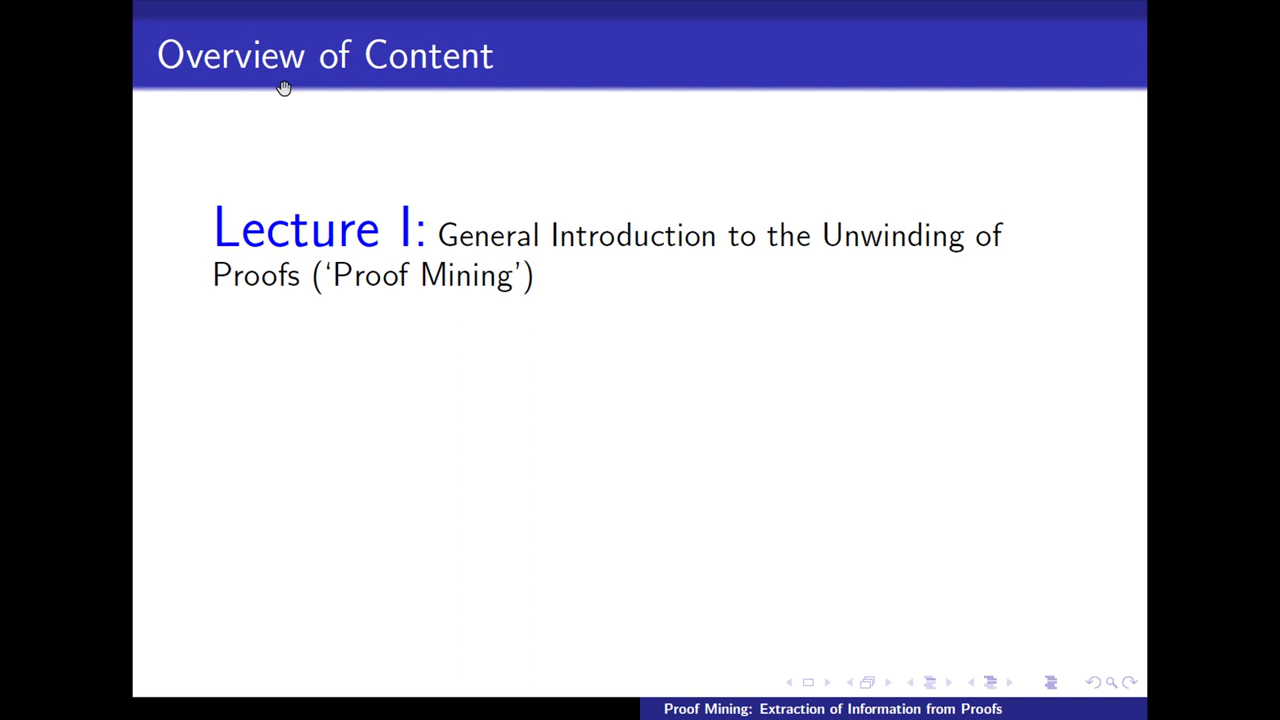 Overview of Content
Lecture I: General Introduction to the Unwinding of
Proofs (‘Proof Mining’)
Proof Mining: Extraction of Information from Proofs